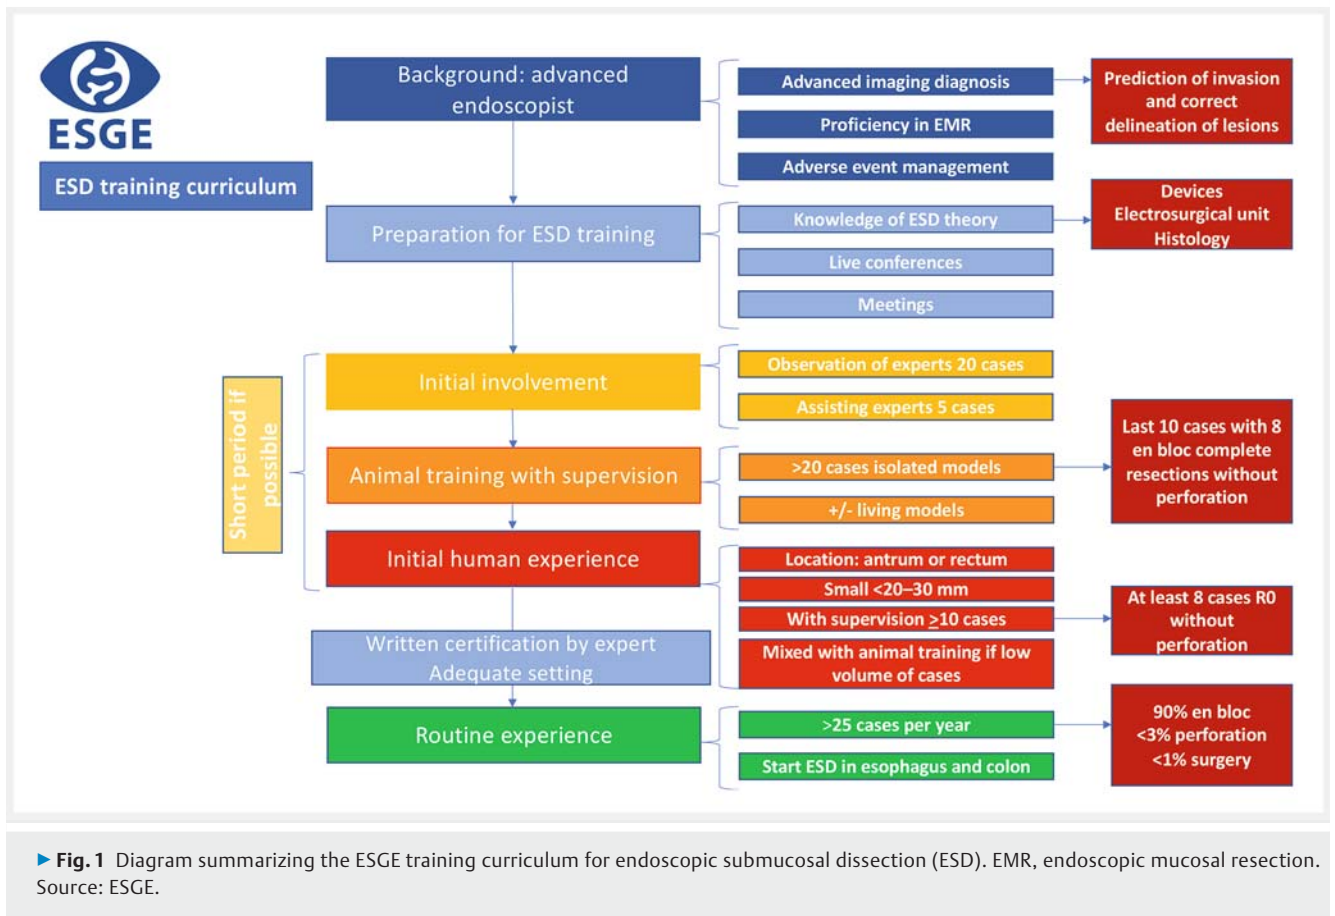 ESGE
ESD training curriculum
Background: advanced
endoscopist
Advanced imaging diagnosis
Proficiency in EMR
Adverse event management
Prediction of invasion
and correct
delineation of lesions
Preparation for ESD training
Knowledge of ESD theory
Live conferences
Meetings
Devices
Electrosurgical unit
Histology
Short period if
possible
Initial involvement
Observation of experts 20 cases
Assisting experts 5 cases
Animal training with supervision
>20 cases isolated models
+/- living models
Last 10 cases with 8
en bloc complete
resections without
perforation
Initial human experience
Location: antrum or rectum
Small <20–30 mm
With supervision ≥10 cases
Mixed with animal training if low
volume of cases
At least 8 cases R0
without
perforation
Written certification by expert
Adequate setting
Routine experience
>25 cases per year
Start ESD in esophagus and colon
90% en bloc
<3% perforation
<1% surgery
▶ Fig. 1 Diagram summarizing the ESGE training curriculum for endoscopic submucosal dissection (ESD). EMR, endoscopic mucosal resection.
Source: ESGE.